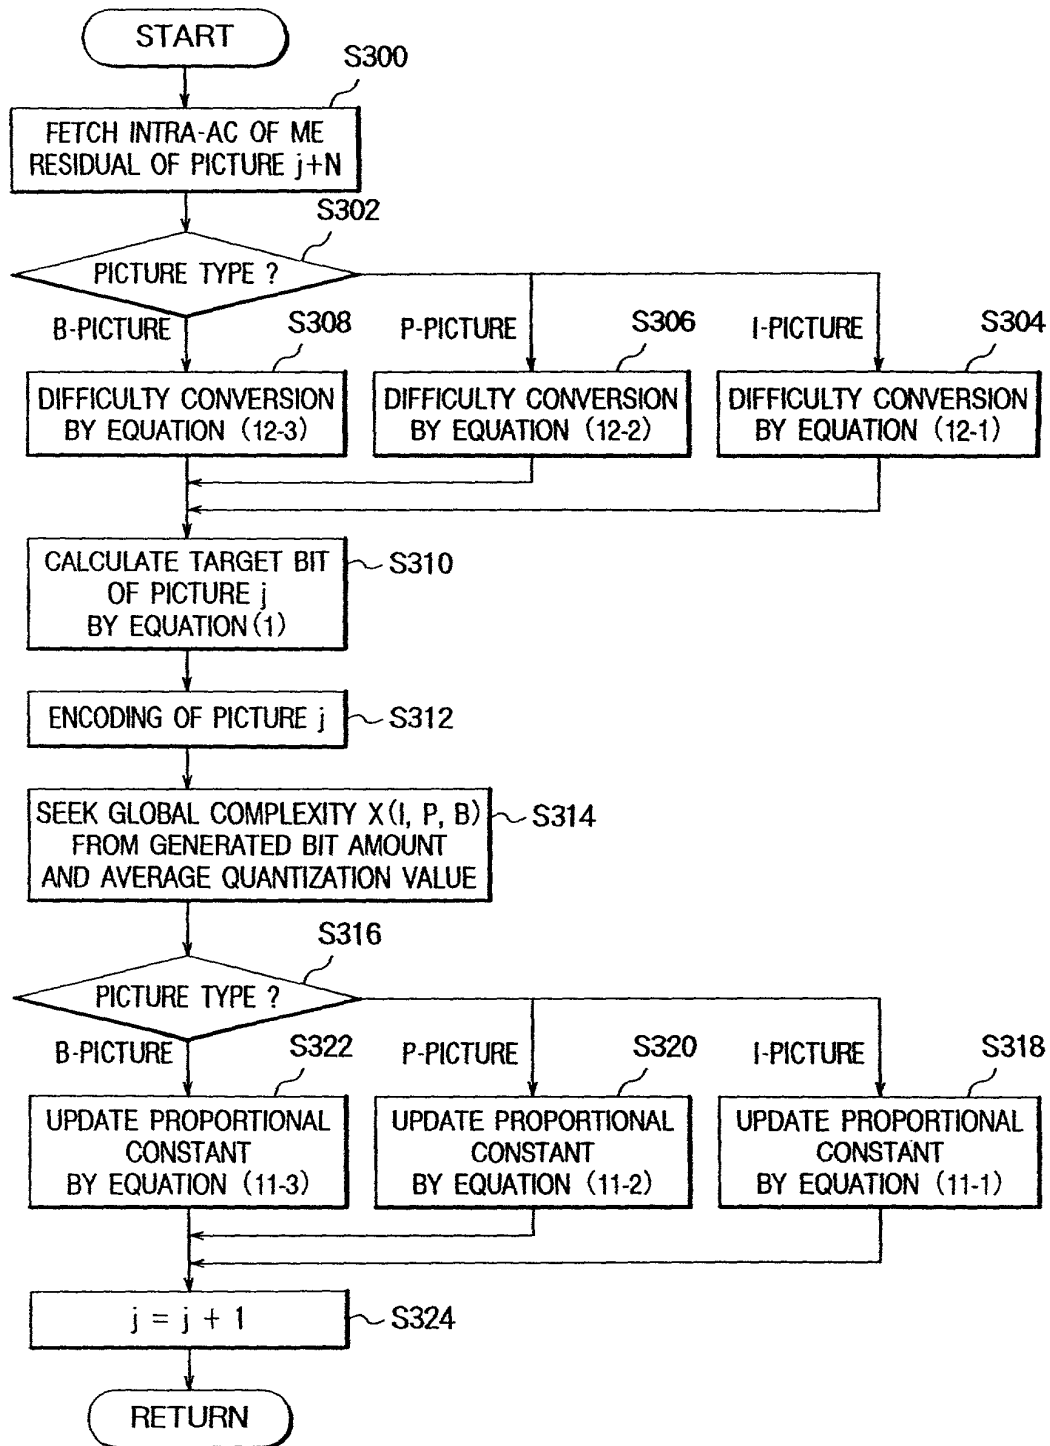 START
S300
FETCH INTRA-AC OF ME
RESIDUAL OF PICTURE j+N
S302
PICTURE TYPE ?
B-PICTURE
S308
P-PICTURE
S306
I-PICTURE
S304
DIFFICULTY CONVERSION
BY EQUATION (12-3)
DIFFICULTY CONVERSION
BY EQUATION (12-2)
DIFFICULTY CONVERSION
BY EQUATION (12-1)
CALCULATE TARGET BIT
OF PICTURE j
BY EQUATION(1)
S310
ENCODING OF PICTURE j
S312
SEEK GLOBAL COMPLEXITY X(I, P, B)
FROM GENERATED BIT AMOUNT
AND AVERAGE QUANTIZATION VALUE
S314
S316
PICTURE TYPE ?
B-PICTURE
S322
P-PICTURE
S320
I-PICTURE
S318
UPDATE PROPORTIONAL
CONSTANT
BY EQUATION (11-3)
UPDATE PROPORTIONAL
CONSTANT
BY EQUATION (11-2)
UPDATE PROPORTIONAL
CONSTANT
BY EQUATION (11-1)
j = j + 1
S324
RETURN